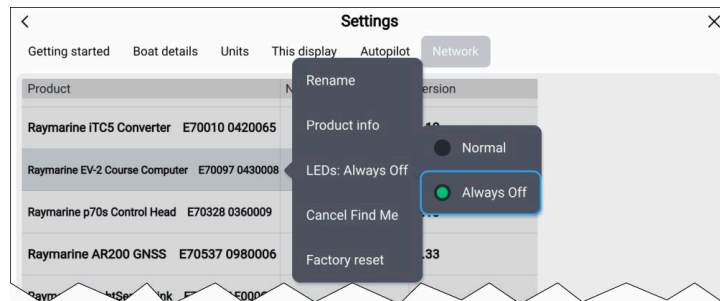 Settings
Getting started Boat details Units This display Autopilot Network
Product
Rename
Raymarine iTC5 Converter E70010 0420065
Product info
Normal
Raymarine EV-2 Course Computer E70097 0430008
LEDs: Always Off
Always Off
Raymarine p70s Control Head E70328 0360009
Cancel Find Me
Raymarine AR200 GNSS E70537 0980006
Factory reset
.33